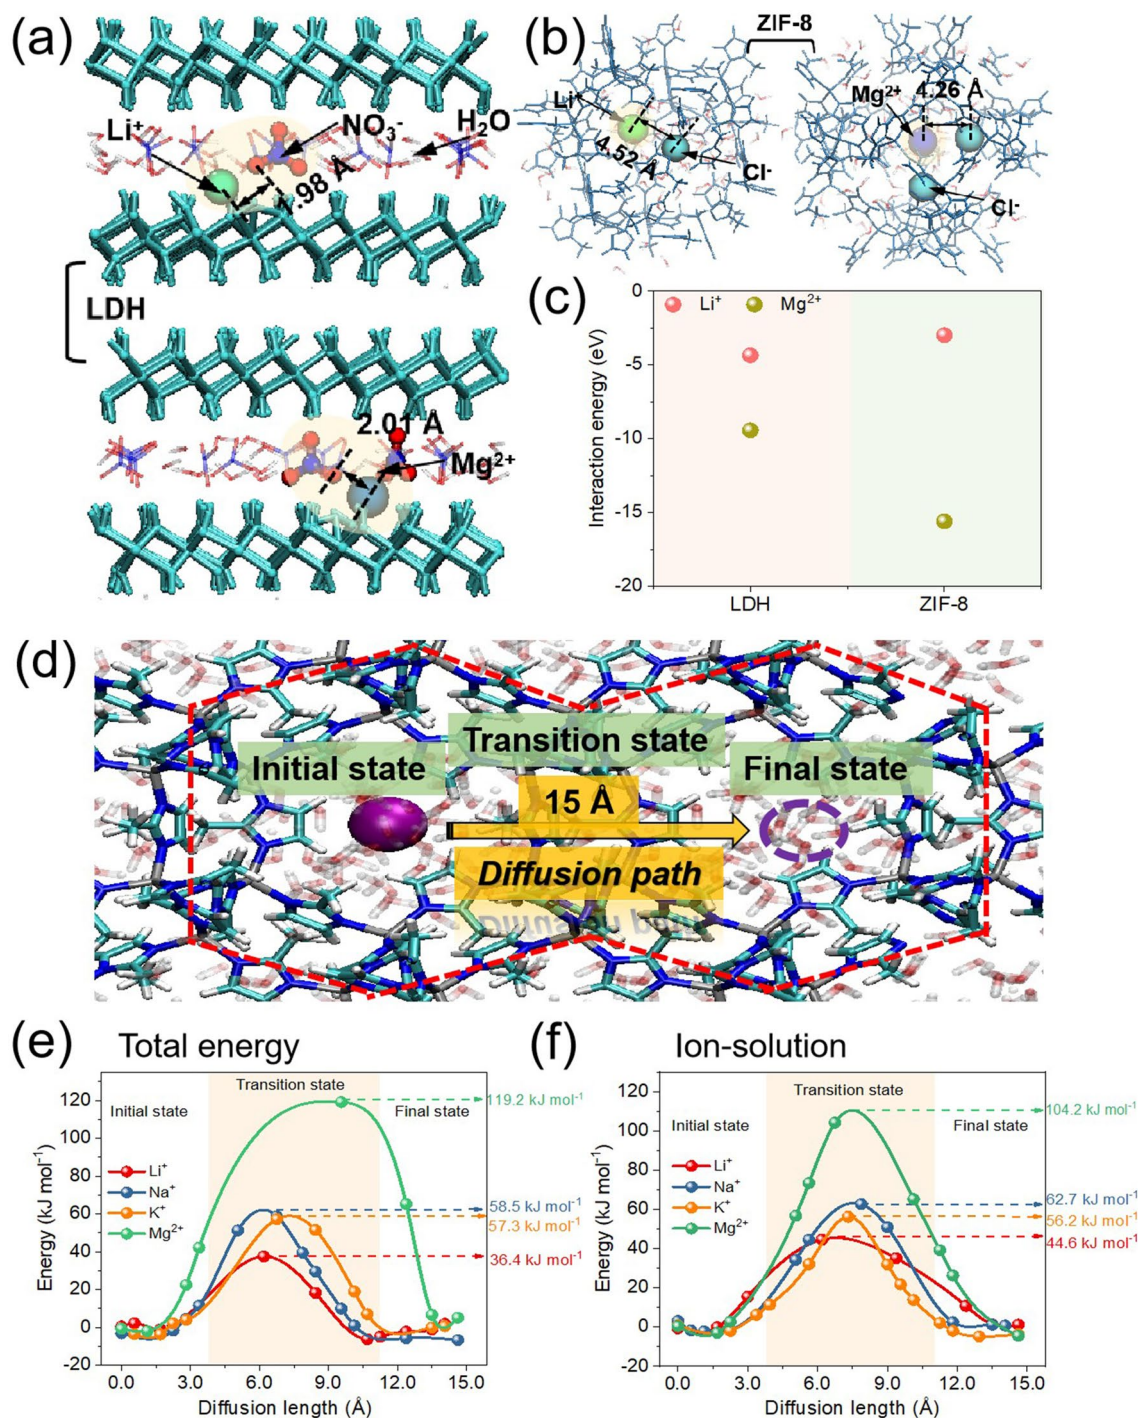 (a)
Li⁺
NO₃⁻
H₂O
LDH
2.01 Å
Mg²⁺
(b)
ZIF-8
Li⁺
4.52 Å
Cl⁻
Mg²⁺
4.26 Å
Cl⁻
(c)
0
-5
-10
-15
-20
Interaction energy (eV)
Li⁺ Mg²⁺
LDH ZIF-8
(d)
Initial state
Transition state
Final state
15 Å
Diffusion path
(e) Total energy
Transition state
Initial state
Final state
Li⁺
Na⁺
K⁺
Mg²⁺
119.2 kJ mol⁻¹
58.5 kJ mol⁻¹
57.3 kJ mol⁻¹
36.4 kJ mol⁻¹
120
100
80
60
40
20
0
-20
Energy (kJ mol⁻¹)
0.0 3.0 6.0 9.0 12.0 15.0
Diffusion length (Å)
(f) Ion-solution
Transition state
Initial state
Final state
Li⁺
Na⁺
K⁺
Mg²⁺
104.2 kJ mol⁻¹
62.7 kJ mol⁻¹
56.2 kJ mol⁻¹
44.6 kJ mol⁻¹
120
100
80
60
40
20
0
-20
Energy (kJ mol⁻¹)
0.0 3.0 6.0 9.0 12.0 15.0
Diffusion length (Å)